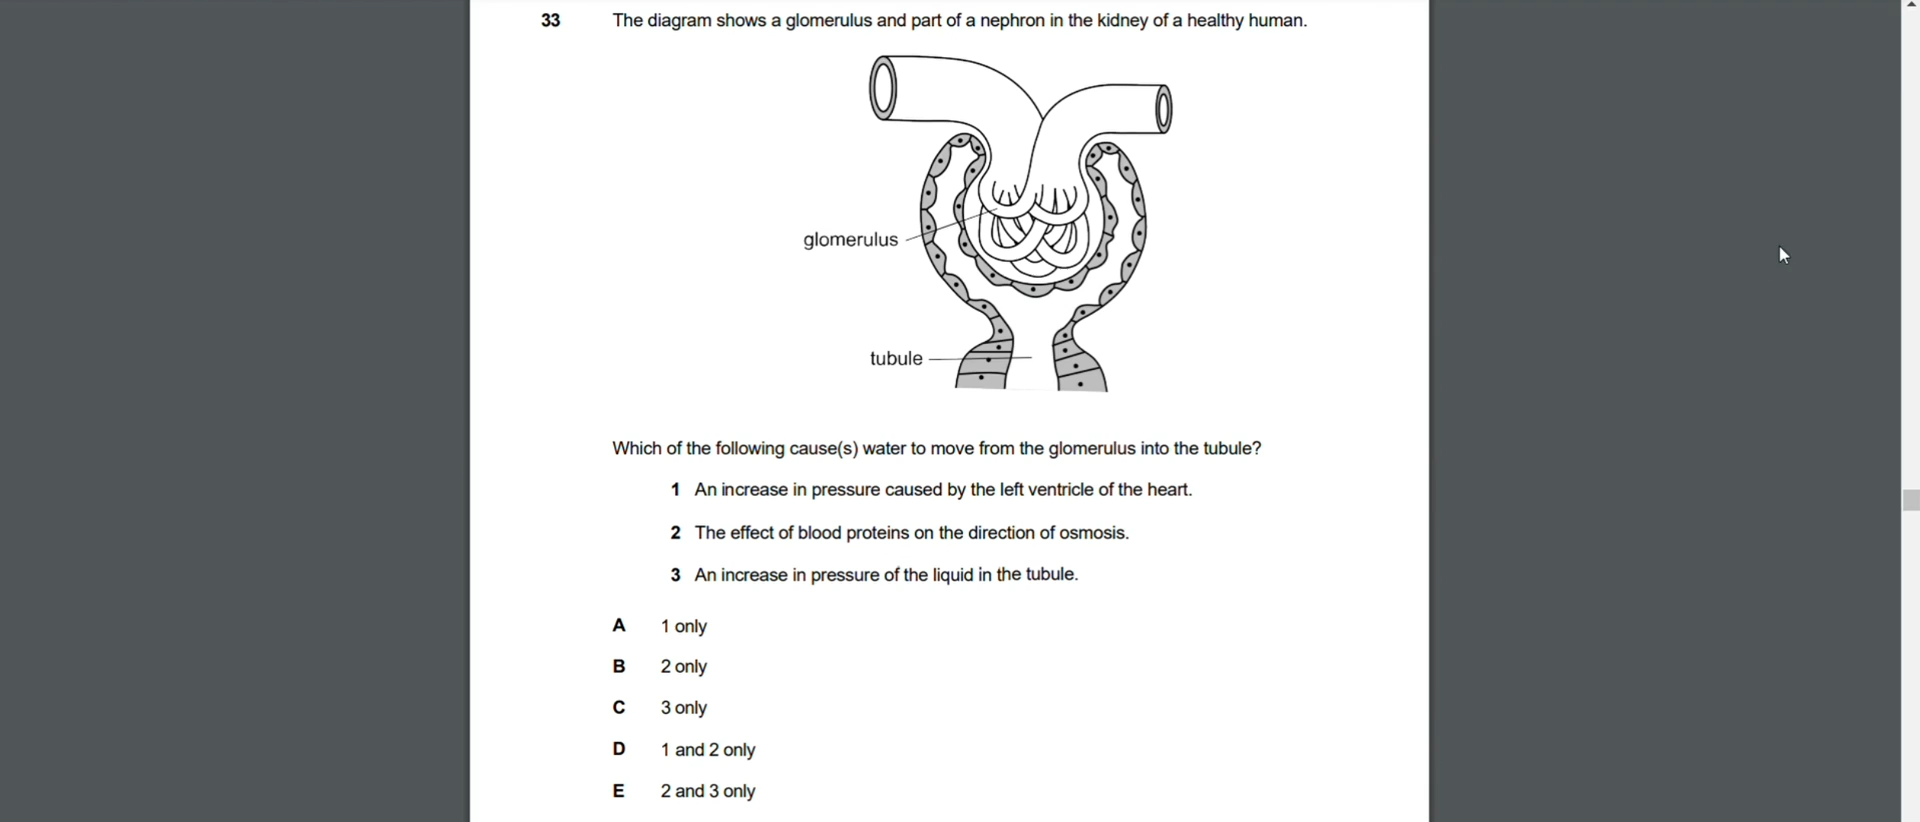 33 The diagram shows a glomerulus and part of a nephron in the kidney of a healthy human.
glomerulus
tubule
Which of the following cause(s) water to move from the glomerulus into the tubule?
1 An increase in pressure caused by the left ventricle of the heart.
2 The effect of blood proteins on the direction of osmosis.
3 An increase in pressure of the liquid in the tubule.
A 1 only
B 2 only
C 3 only
D 1 and 2 only
E 2 and 3 only